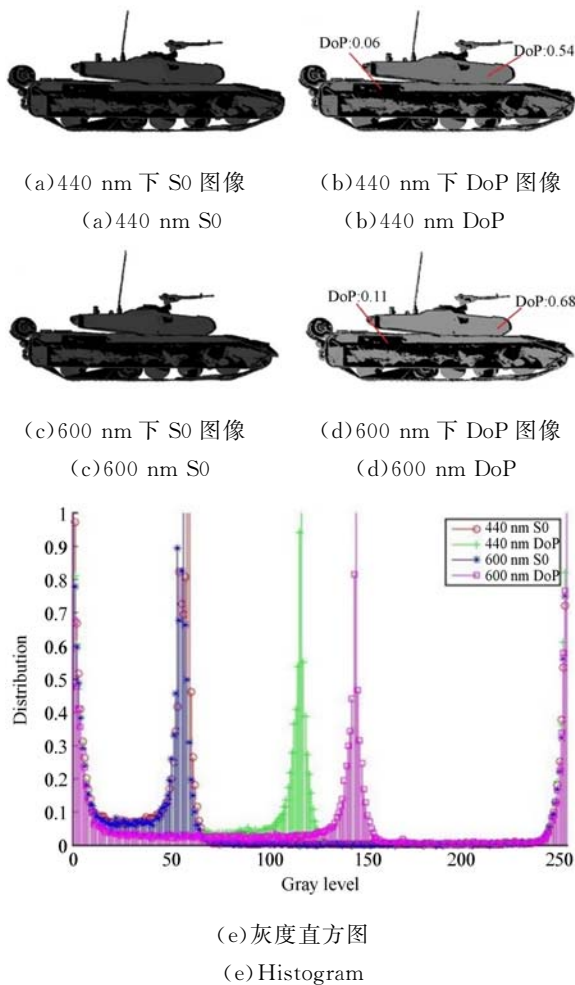 DoP:0.06
DoP:0.54
(a)440 nm 下 S0 图像
(b)440 nm 下 DoP 图像
(a)440 nm S0
(b)440 nm DoP
DoP:0.11
DoP:0.68
(c)600 nm 下 S0 图像
(d)600 nm 下 DoP 图像
(c)600 nm S0
(d)600 nm DoP
1
0.9
0.8
0.7
0.6
0.5
0.4
0.3
0.2
0.1
0
Distribution
440 nm S0
440 nm DoP
600 nm S0
600 nm DoP
0 50 100 150 200 250
Gray level
(e)灰度直方图
(e)Histogram